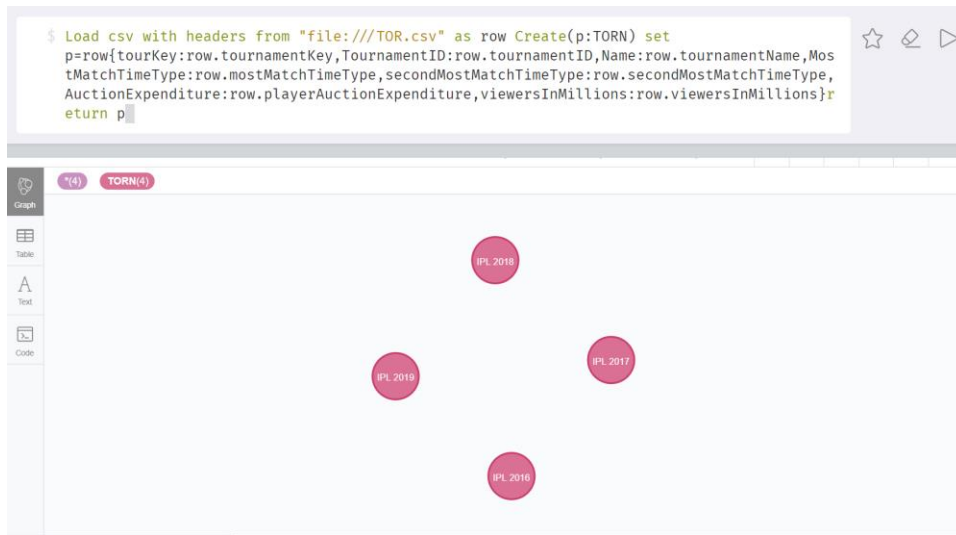 $ Load csv with headers from "file:///TOR.csv" as row Create(p:TORN) set
p=row{tourKey:row.tournamentKey,TournamentID:row.tournamentID,Name:row.tournamentName,Mos
tMatchTimeType:row.mostMatchTimeType,secondMostMatchTimeType:row.secondMostMatchTimeType,
AuctionExpenditure:row.playerAuctionExpenditure,viewersInMillions:row.viewersInMillions}r
eturn p
*(4) TORN(4)
Graph
Table
A
Text
Code
IPL 2018
IPL 2017
IPL 2019
IPL 2016